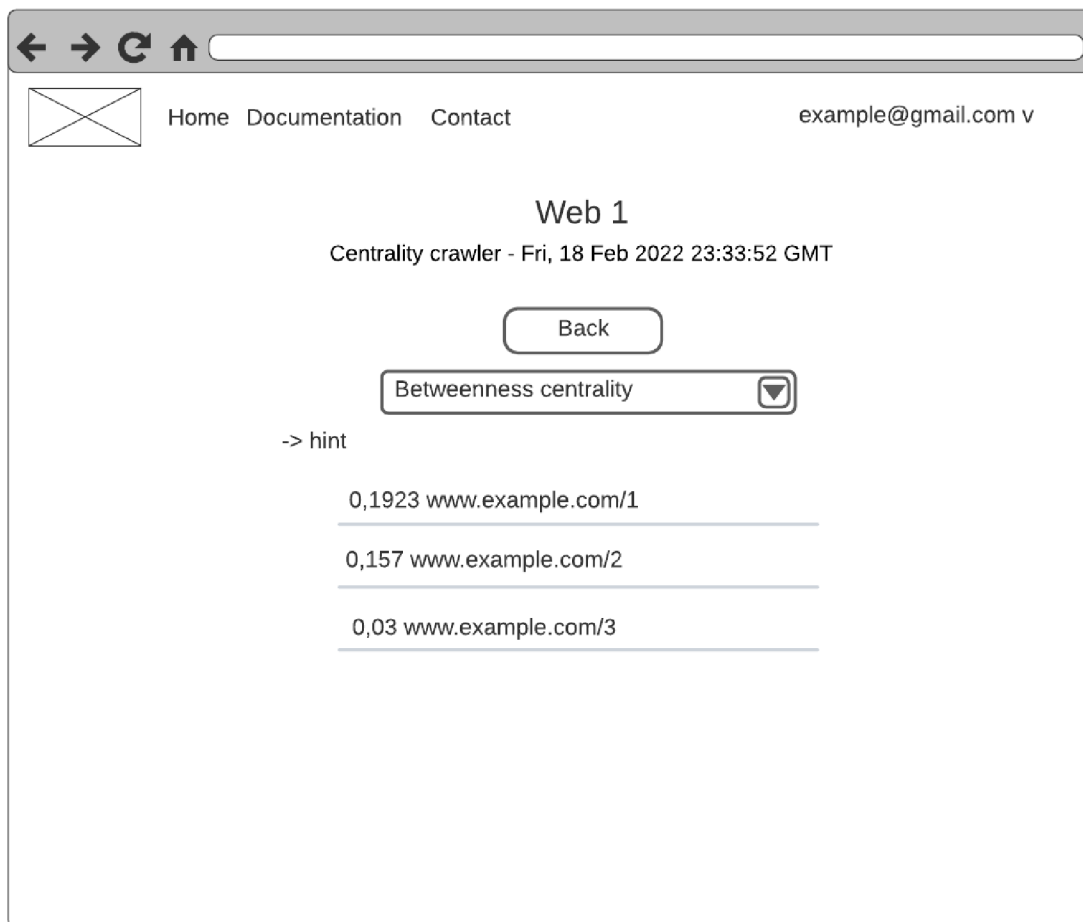 Home Documentation Contact example@gmail.com v
Web 1
Centrality crawler - Fri, 18 Feb 2022 23:33:52 GMT
Back
Betweenness centrality
-> hint
0,1923 www.example.com/1
0,157 www.example.com/2
0,03 www.example.com/3